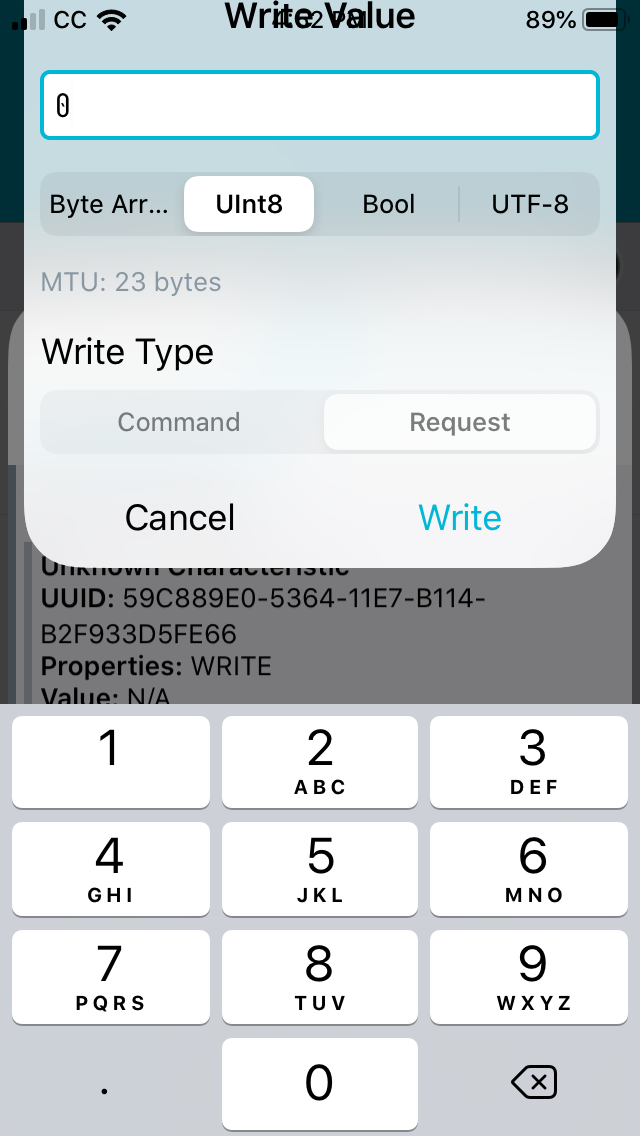 CC 89%
Write Value
0
Byte Arr... UInt8 Bool UTF-8
MTU: 23 bytes
Write Type
Command Request
Cancel Write
Unknown Characteristic
UUID: 59C889E0-5364-11E7-B114-
B2F933D5FE66
Properties: WRITE
Value: N/A
1 2 3
ABC DEF
4 5 6
GHI JKL MNO
7 8 9
PQRS TUV WXYZ
. 0